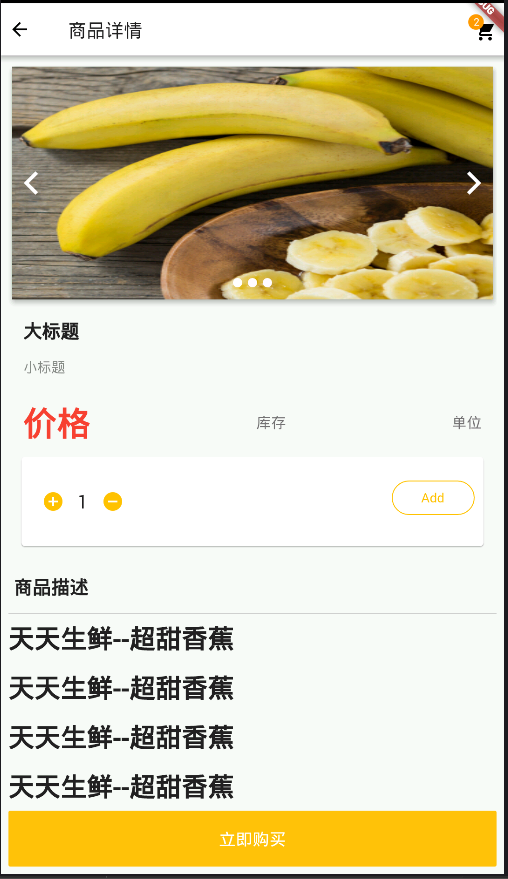 商品详情
2
大标题
小标题
价格 库存 单位
1 Add
商品描述
天天生鲜--超甜香蕉
天天生鲜--超甜香蕉
天天生鲜--超甜香蕉
天天生鲜--超甜香蕉
立即购买